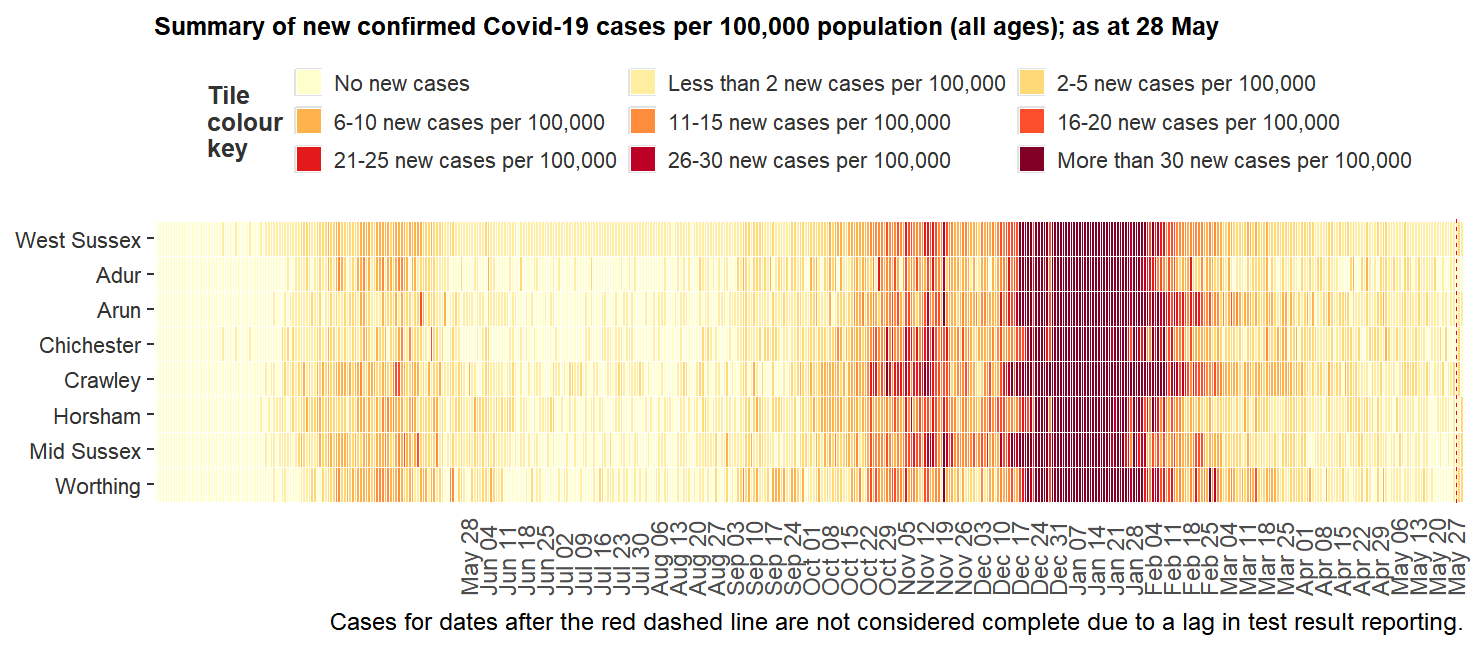 Summary of new confirmed Covid-19 cases per 100,000 population (all ages); as at 28 May
Tile
colour
key
No new cases
Less than 2 new cases per 100,000
2-5 new cases per 100,000
6-10 new cases per 100,000
11-15 new cases per 100,000
16-20 new cases per 100,000
21-25 new cases per 100,000
26-30 new cases per 100,000
More than 30 new cases per 100,000
West Sussex
Adur
Arun
Chichester
Crawley
Horsham
Mid Sussex
Worthing
May 28
Jun 04
Jun 11
Jun 18
Jun 25
Jul 02
Jul 09
Jul 16
Jul 23
Jul 30
Aug 06
Aug 13
Aug 20
Aug 27
Sep 03
Sep 10
Sep 17
Sep 24
Oct 01
Oct 08
Oct 15
Oct 22
Oct 29
Nov 05
Nov 12
Nov 19
Nov 26
Dec 03
Dec 10
Dec 17
Dec 24
Dec 31
Jan 07
Jan 14
Jan 21
Jan 28
Feb 04
Feb 11
Feb 18
Feb 25
Mar 04
Mar 11
Mar 18
Mar 25
Apr 01
Apr 08
Apr 15
Apr 22
Apr 29
May 06
May 13
May 20
May 27
Cases for dates after the red dashed line are not considered complete due to a lag in test result reporting.